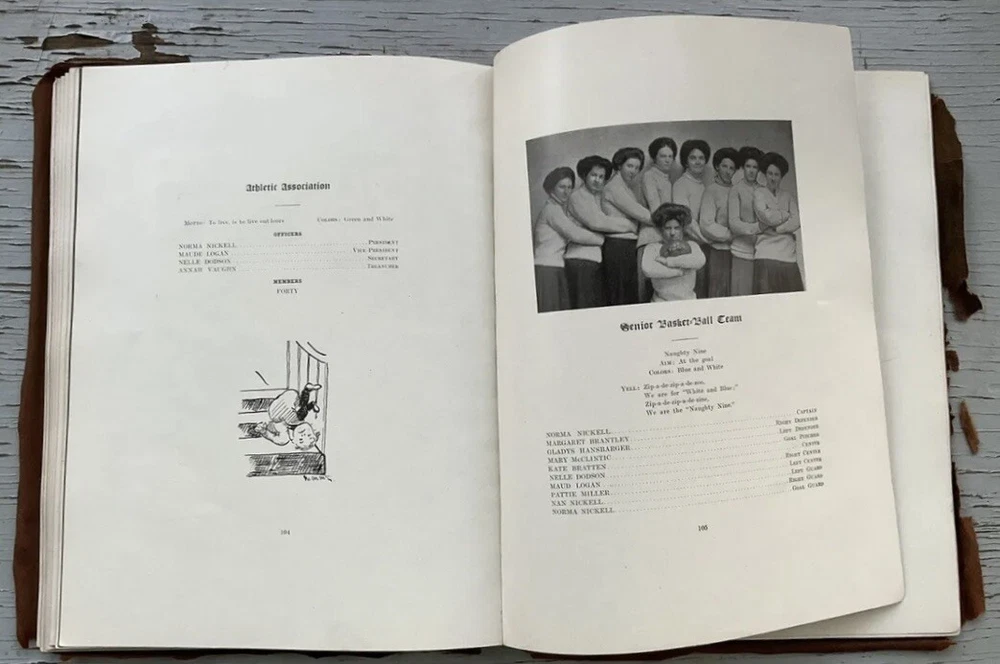 Athletic Association
Motto: To live, is to live out-doors Colors: Green and White
OFFICERS
NORMA NICKELL President
MAUDE LOGAN Vice President
NELLE DODSON Secretary
ANNAH VAUGHN Treasurer
MEMBERS
FORTY
104
Senior Basket-Ball Team
Naughty Nine
Aim: At the goal
Colors: Blue and White
Yell: Zip-a-de-zip-a-de-zoo,
We are for "White and Blue,"
Zip-a-de-zip-a-de-zine,
We are the "Naughty Nine."
NORMA NICKELL Captain
MARGARET BRANTLEY Right Defender
GLADYS HANSBARGER Left Defender
MARY McCLINTIC Goal Pitcher
KATE BRATTEN Center
NELLE DODSON Right Center
MAUD LOGAN Left Center
PATTIE MILLER Left Guard
NAN NICKELL Right Guard
NORMA NICKELL Goal Guard
105